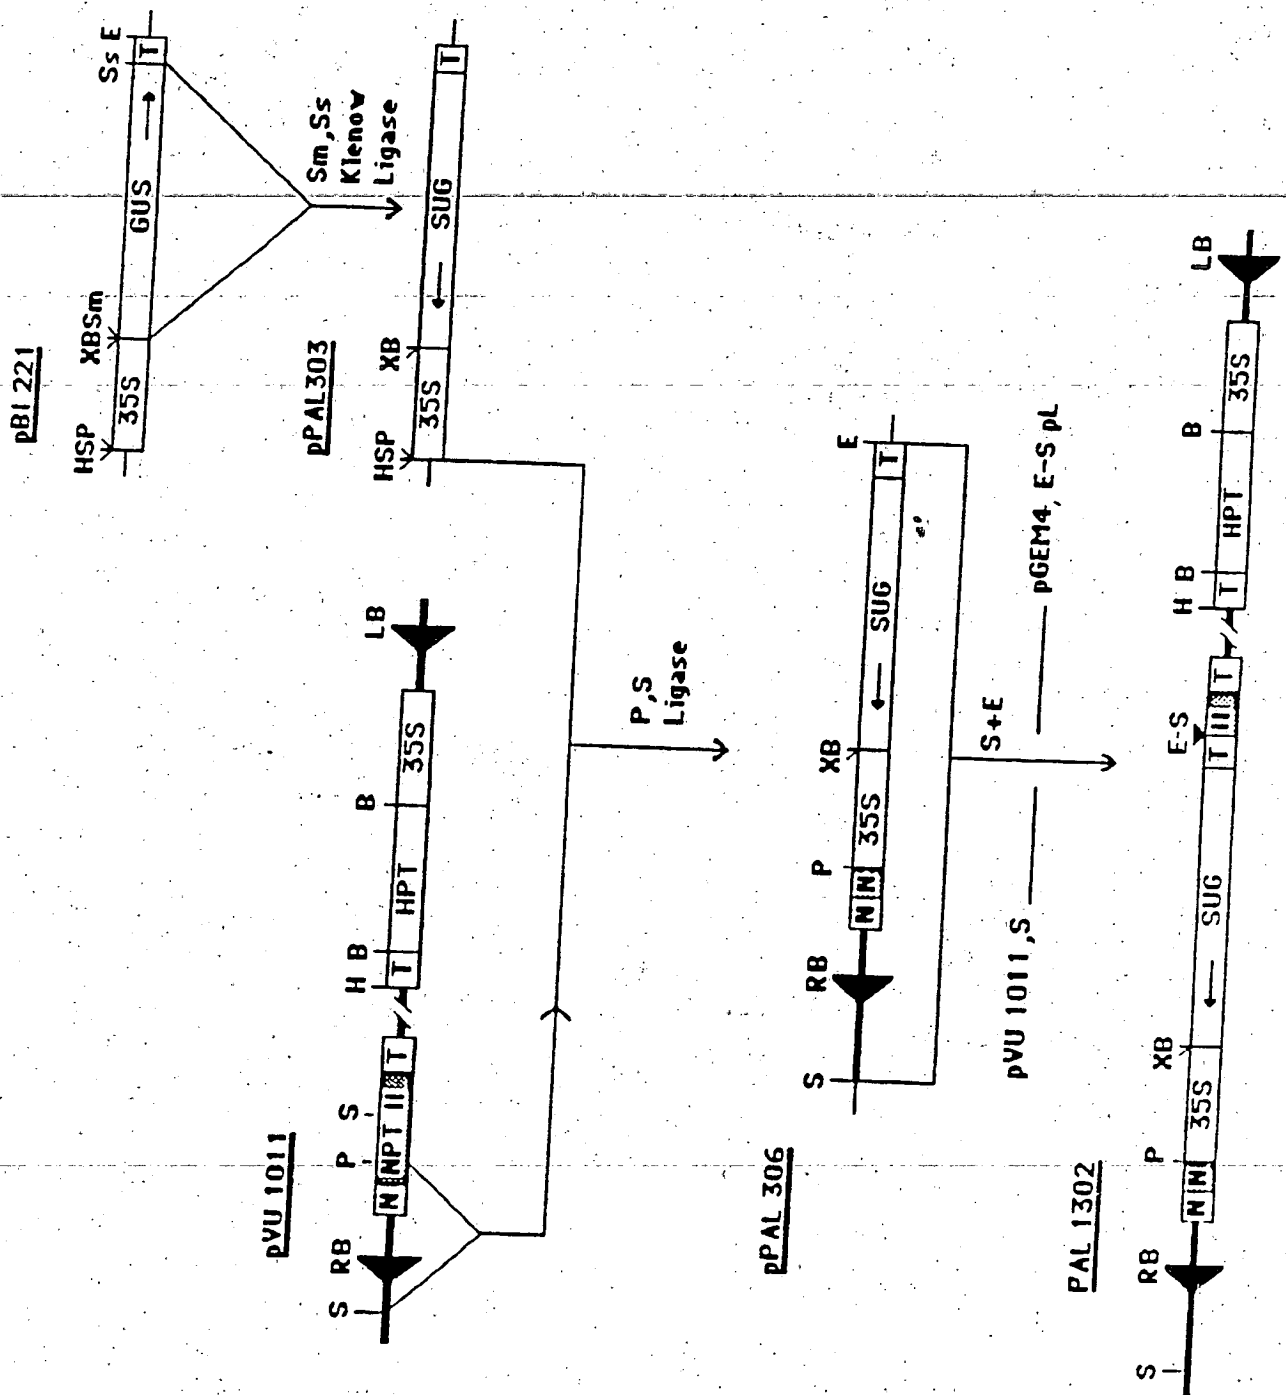 pBI 221
HSP XBSm Ss E
35S GUS T
Sm,Ss
Klenow
Ligase
pPAL303
HSP XB
35S SUG T
pVU 1011
S RB P S H B B LB
N NPT II T T HPT 35S
P,S
Ligase
pPAL 306
S RB P XB E
N N 35S SUG T
S+E
pVU 1011,S pGEM4, E-S pL
PAL 1302
S RB P XB E-S H B B LB
N N 35S SUG T II T T HPT 35S